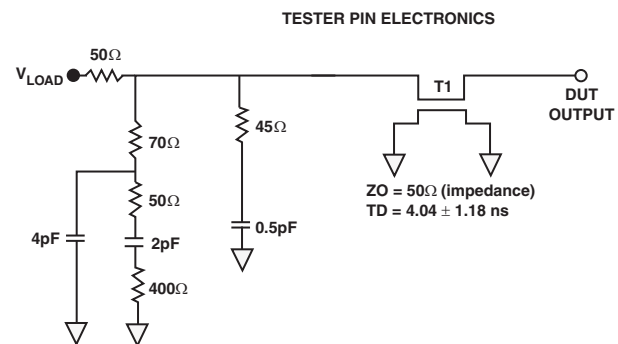 TESTER PIN ELECTRONICS
50Ω
VLOAD
T1
DUT
OUTPUT
70Ω
45Ω
50Ω
ZO = 50Ω (impedance)
TD = 4.04 ± 1.18 ns
4pF
2pF
0.5pF
400Ω